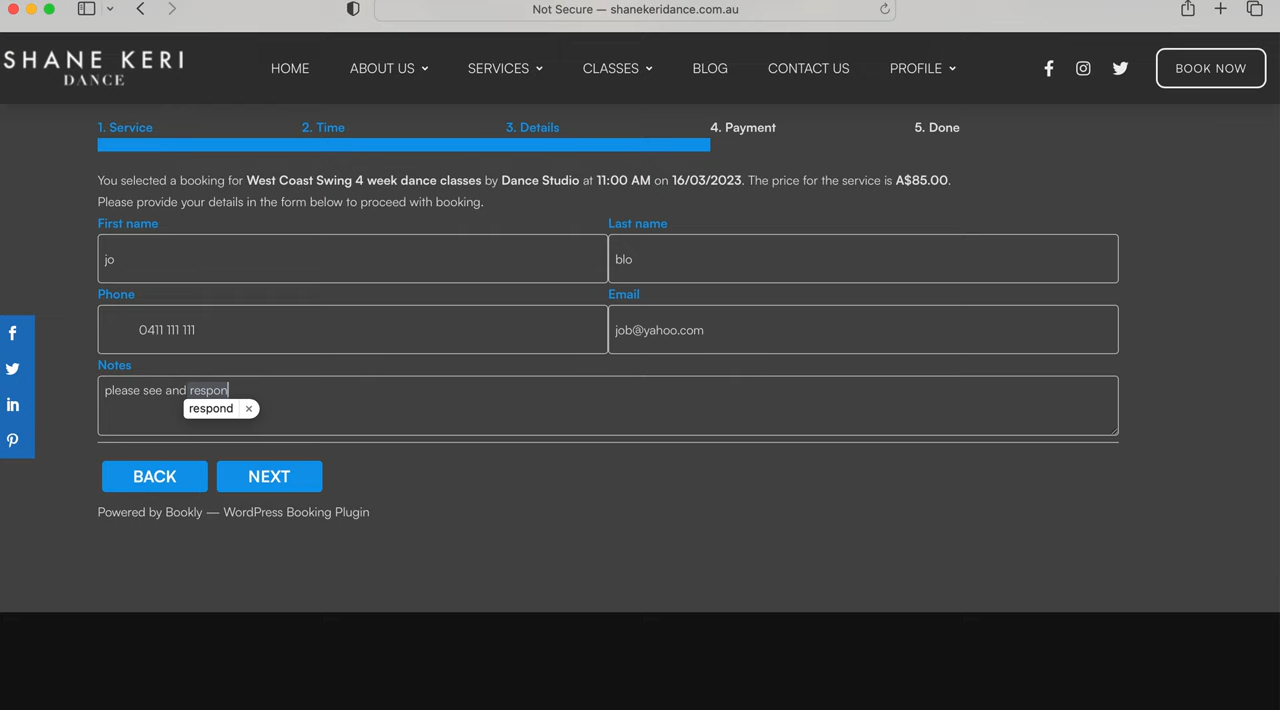 Not Secure — shanekeridance.com.au
SHANE KERI
DANCE
HOME ABOUT US SERVICES CLASSES BLOG CONTACT US PROFILE BOOK NOW
1. Service 2. Time 3. Details 4. Payment 5. Done
You selected a booking for West Coast Swing 4 week dance classes by Dance Studio at 11:00 AM on 16/03/2023. The price for the service is A$85.00.
Please provide your details in the form below to proceed with booking.
First name Last name
jo blo
Phone Email
0411 111 111 job@yahoo.com
Notes
please see and respon
respond ×
BACK NEXT
Powered by Bookly — WordPress Booking Plugin